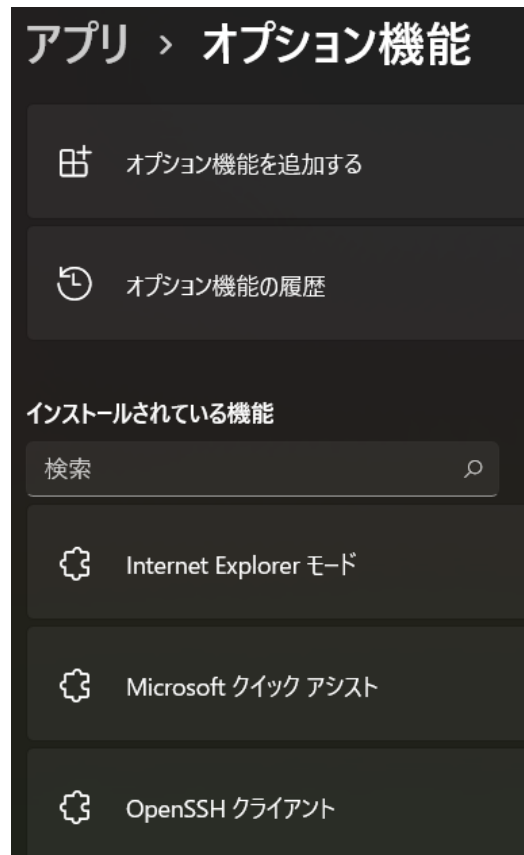 アプリ › オプション機能
オプション機能を追加する
オプション機能の履歴
インストールされている機能
検索
Internet Explorer モード
Microsoft クイック アシスト
OpenSSH クライアント